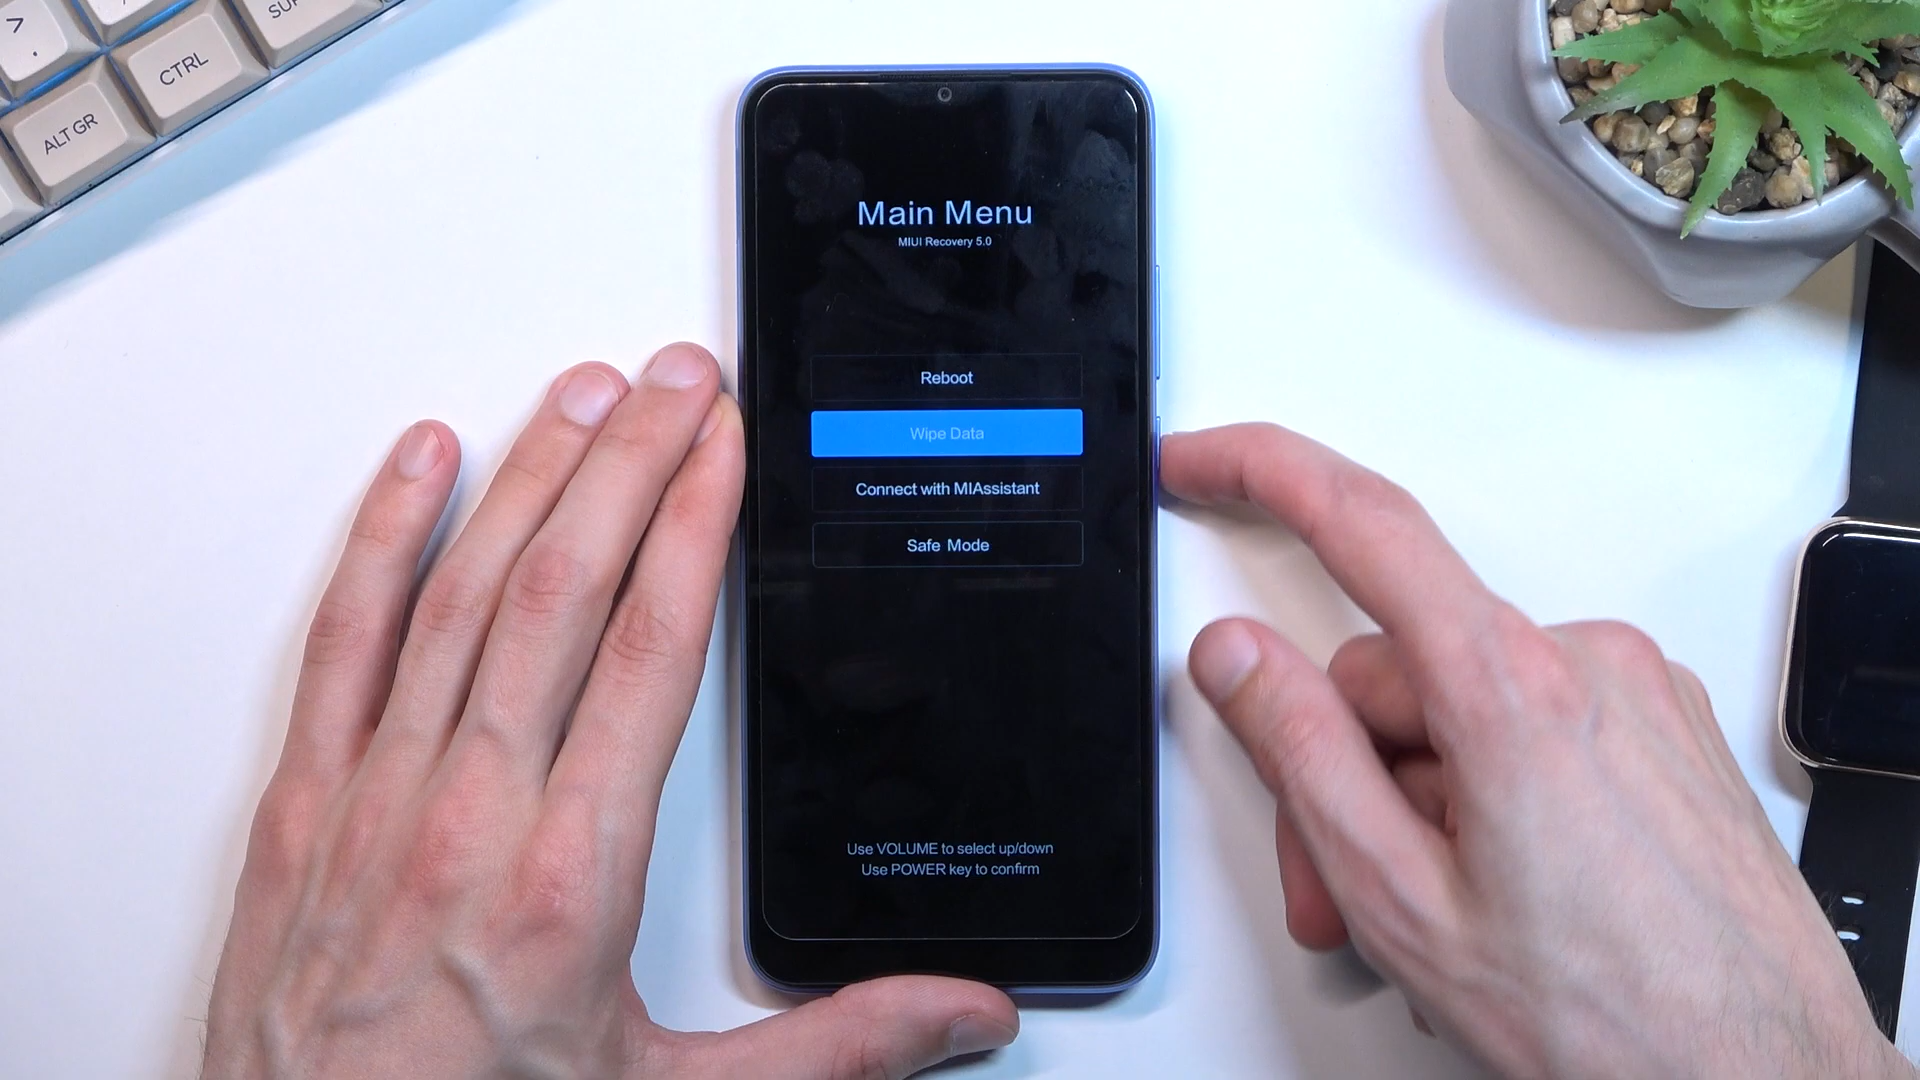 >
.
SUP
CTRL
ALT GR
Main Menu
MIUI Recovery 5.0
Reboot
Wipe Data
Connect with MIAssistant
Safe Mode
Use VOLUME to select up/down
Use POWER key to confirm